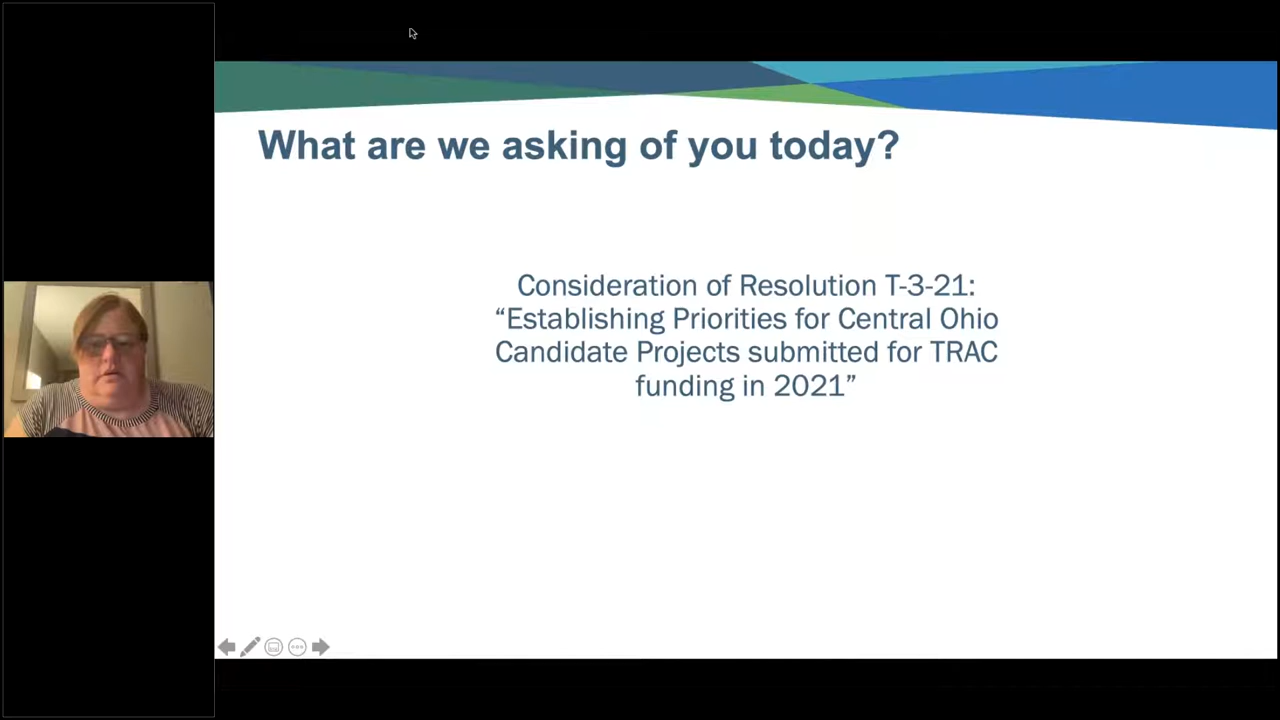 What are we asking of you today?
Consideration of Resolution T-3-21:
“Establishing Priorities for Central Ohio
Candidate Projects submitted for TRAC
funding in 2021”